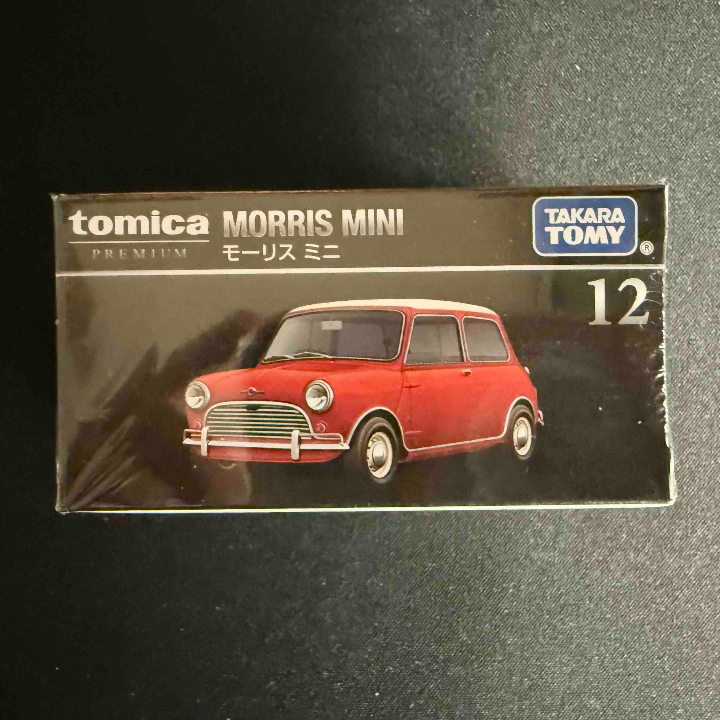 tomica
PREMIUM
MORRIS MINI
モーリス ミニ
TAKARA
TOMY
®
12